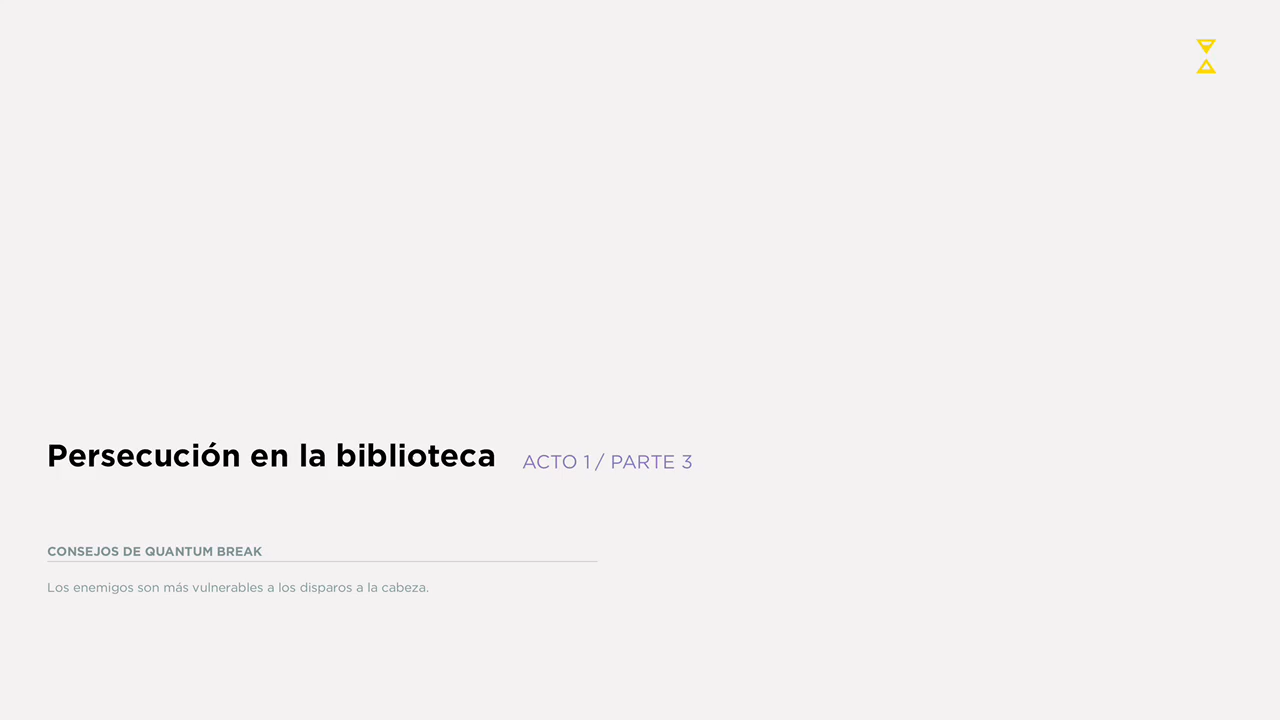 Persecución en la biblioteca ACTO 1 / PARTE 3
CONSEJOS DE QUANTUM BREAK
Los enemigos son más vulnerables a los disparos a la cabeza.